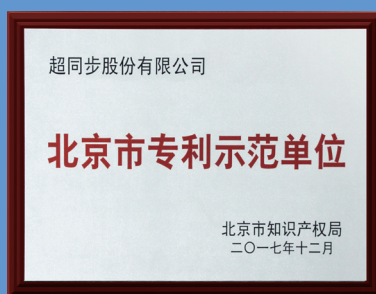 超同步股份有限公司
北京市专利示范单位
北京市知识产权局
二〇一七年十二月